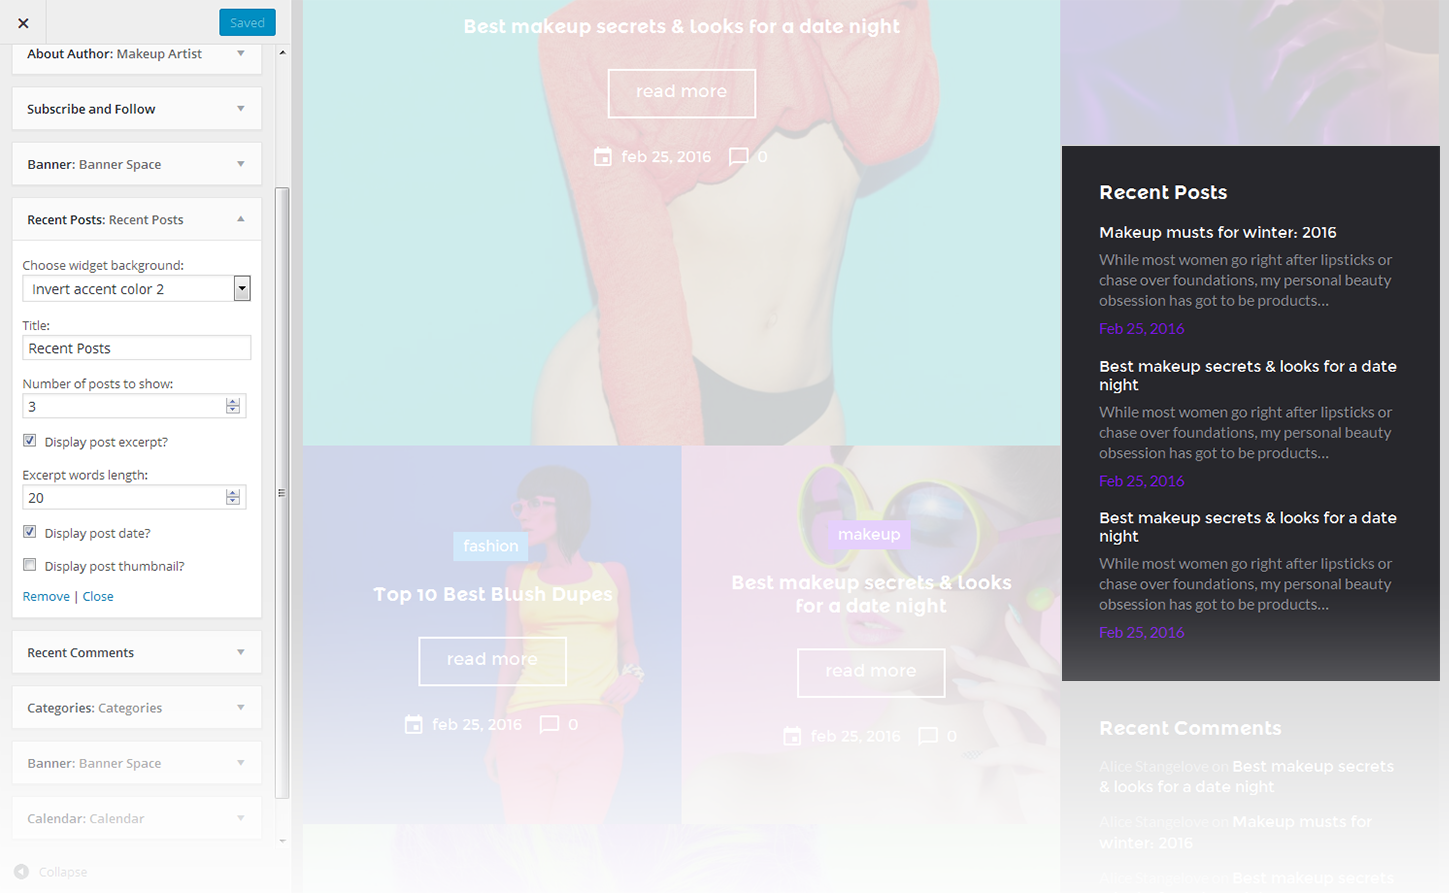 Saved
About Author: Makeup Artist
Subscribe and Follow
Banner: Banner Space
Recent Posts: Recent Posts
Choose widget background:
Invert accent color 2
Title:
Recent Posts
Number of posts to show:
3
Display post excerpt?
Excerpt words length:
20
Display post date?
Display post thumbnail?
Remove | Close
Recent Comments
Categories: Categories
Banner: Banner Space
Calendar: Calendar
Collapse
Best makeup secrets & looks for a date night
read more
feb 25, 2016 0
fashion
Top 10 Best Blush Dupes
read more
feb 25, 2016 0
makeup
Best makeup secrets & looks
for a date night
read more
feb 25, 2016 0
Recent Posts
Makeup musts for winter: 2016
While most women go right after lipsticks or
chase over foundations, my personal beauty
obsession has got to be products...
Feb 25, 2016
Best makeup secrets & looks for a date
night
While most women go right after lipsticks or
chase over foundations, my personal beauty
obsession has got to be products...
Feb 25, 2016
Best makeup secrets & looks for a date
night
While most women go right after lipsticks or
chase over foundations, my personal beauty
obsession has got to be products...
Feb 25, 2016
Recent Comments
Alice Stangelove on Best makeup secrets
& looks for a date night
Alice Stangelove on Makeup musts for
winter: 2016
Alice Stangelove on Best makeup secrets